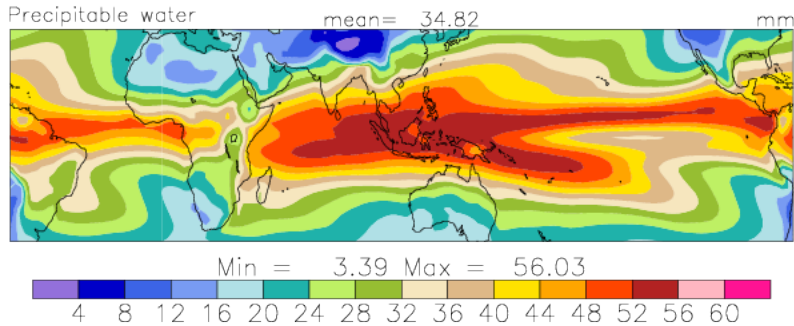 Precipitable water mean= 34.82 mm
Min = 3.39 Max = 56.03
4 8 12 16 20 24 28 32 36 40 44 48 52 56 60